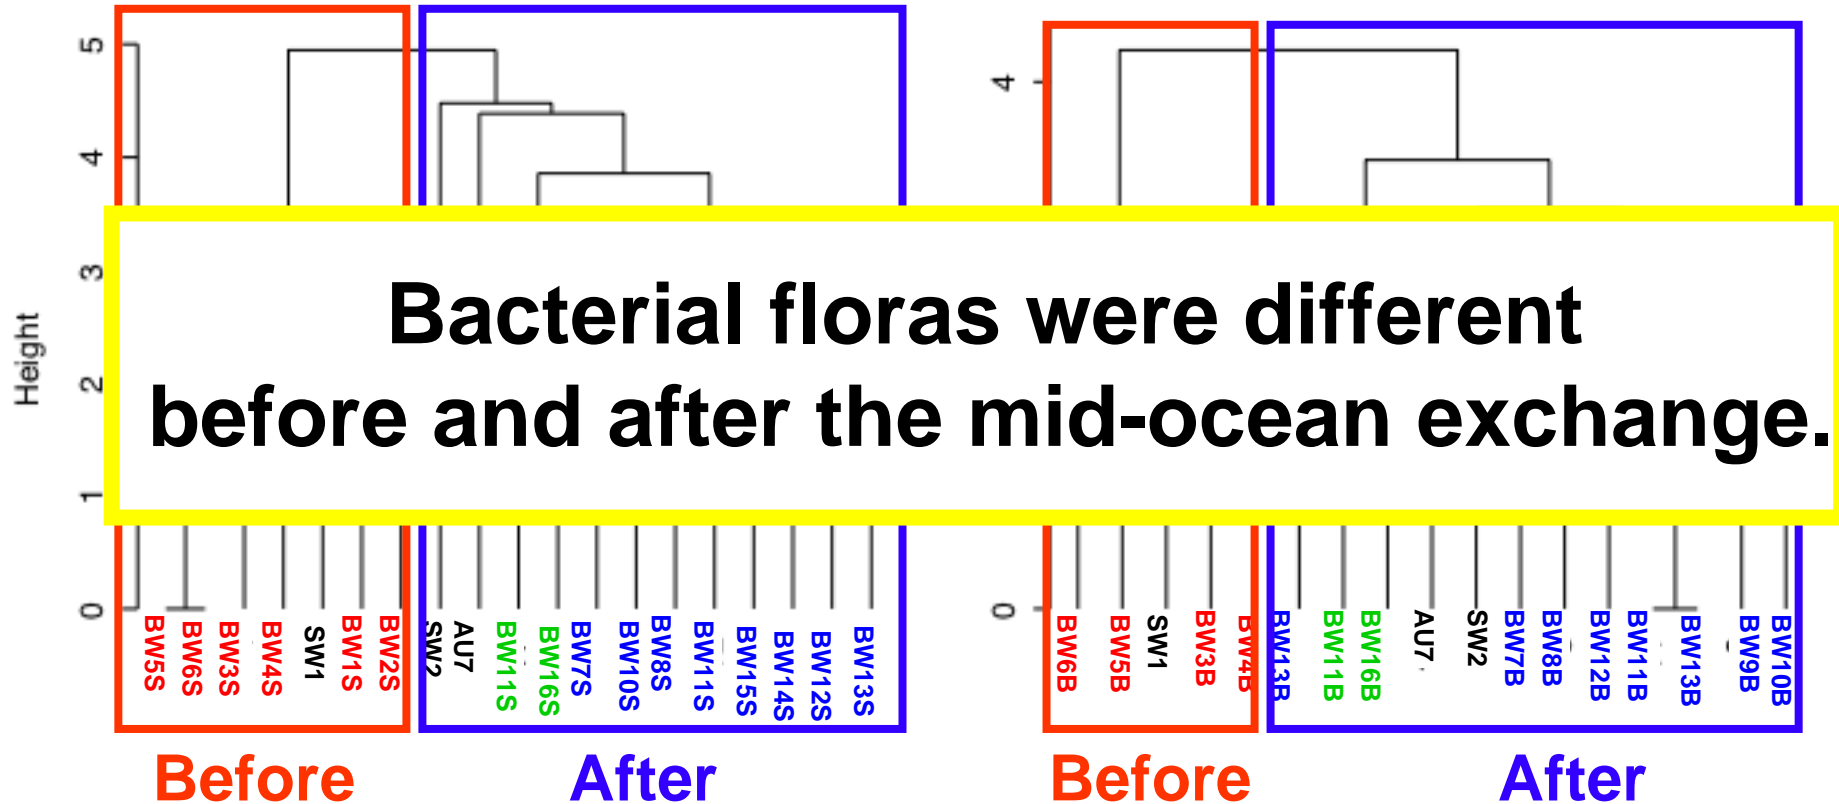 5
4
3
2
1
0
Height
4
0
Bacterial floras were different
before and after the mid-ocean exchange.
BW5S
BW6S
BW3S
BW4S
SW1
BW1S
BW2S
SW2
AU7
BW11S
BW16S
BW7S
BW10S
BW8S
BW11S
BW15S
BW14S
BW12S
BW13S
BW6B
BW5B
SW1
BW3B
BW4B
BW13B
BW11B
BW16B
AU7
SW2
BW7B
BW8B
BW12B
BW11B
BW13B
BW9B
BW10B
Before
After
Before
After